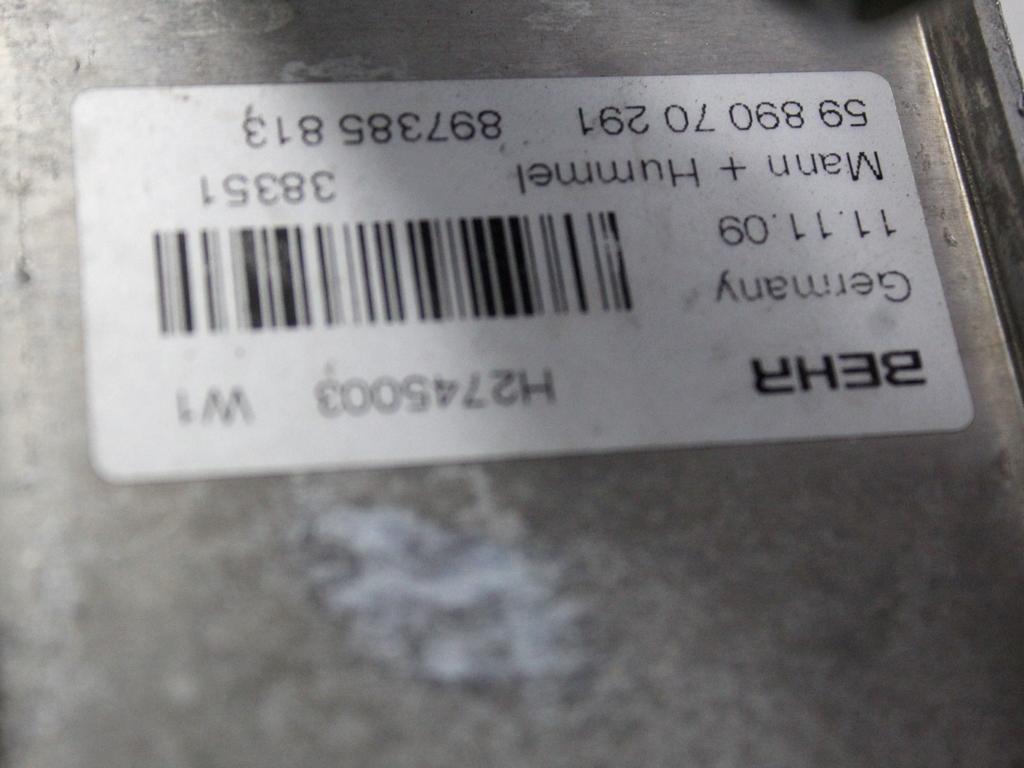 BEHR H2745003 W1
Germany
11.11.09 38351
Mann + Hummel
59 890 70 291 897385 813